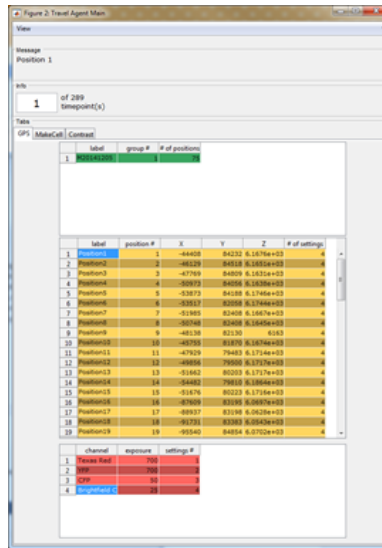 Figure 2: Travel Agent Main
View
Message
Position 1
Info
1 of 289
timepoint(s)
Tabs
GPS MakeCell Contrast
label group # # of positions
1 M20141205 1 75
label position # X Y Z # of settings
1 Position1 1 -44408 84232 6.1676e+03 4
2 Position2 2 -46129 84518 6.1651e+03 4
3 Position3 3 -47769 84809 6.1631e+03 4
4 Position4 4 -50973 84056 6.1638e+03 4
5 Position5 5 -53873 84188 6.1746e+03 4
6 Position6 6 -53517 82058 6.1744e+03 4
7 Position7 7 -51985 82408 6.1667e+03 4
8 Position8 8 -50748 82408 6.1645e+03 4
9 Position9 9 -48138 82130 6163 4
10 Position10 10 -45755 81870 6.1674e+03 4
11 Position11 11 -47929 79483 6.1714e+03 4
12 Position12 12 -49856 79500 6.1717e+03 4
13 Position13 13 -51662 80203 6.1717e+03 4
14 Position14 14 -54482 79810 6.1864e+03 4
15 Position15 15 -51676 80223 6.1716e+03 4
16 Position16 16 -87609 83195 6.0697e+03 4
17 Position17 17 -88937 83198 6.0628e+03 4
18 Position18 18 -91731 83383 6.0543e+03 4
19 Position19 19 -95540 84854 6.0702e+03 4
channel exposure settings #
1 Texas Red 700 1
2 YFP 700 2
3 CFP 50 3
4 Brightfield C 25 4